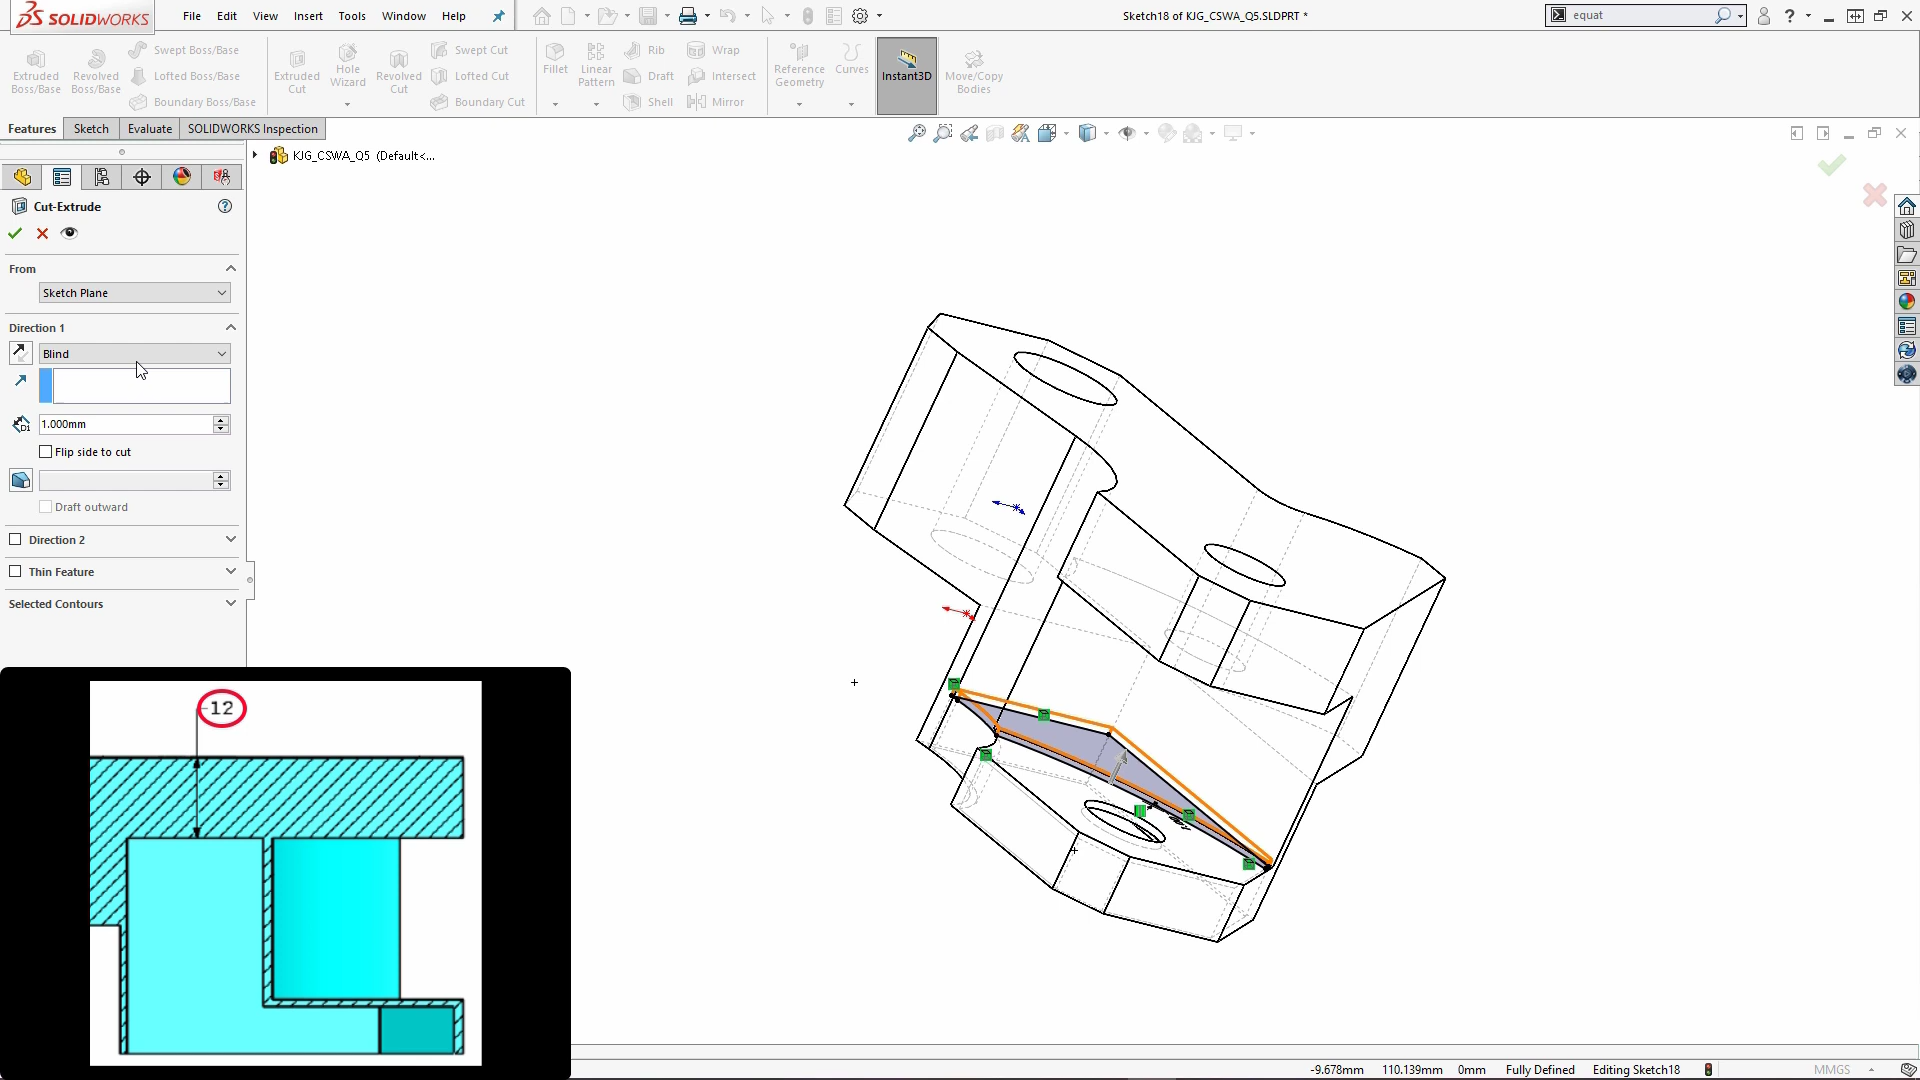 SOLIDWORKS
File Edit View Insert Tools Window Help
Sketch18 of KJG_CSWA_Q5.SLDPRT *
equat
Extruded Boss/Base
Revolved Boss/Base
Swept Boss/Base
Lofted Boss/Base
Boundary Boss/Base
Extruded Cut
Hole Wizard
Revolved Cut
Swept Cut
Lofted Cut
Boundary Cut
Fillet
Linear Pattern
Rib
Draft
Shell
Wrap
Intersect
Mirror
Reference Geometry
Curves
Instant3D
Move/Copy Bodies
Features Sketch Evaluate SOLIDWORKS Inspection
KJG_CSWA_Q5 (Default<...
Cut-Extrude
From
Sketch Plane
Direction 1
Blind
D1
1.000mm
Flip side to cut
Draft outward
Direction 2
Thin Feature
Selected Contours
12
-9.678mm 110.139mm 0mm Fully Defined Editing Sketch18 MMGS